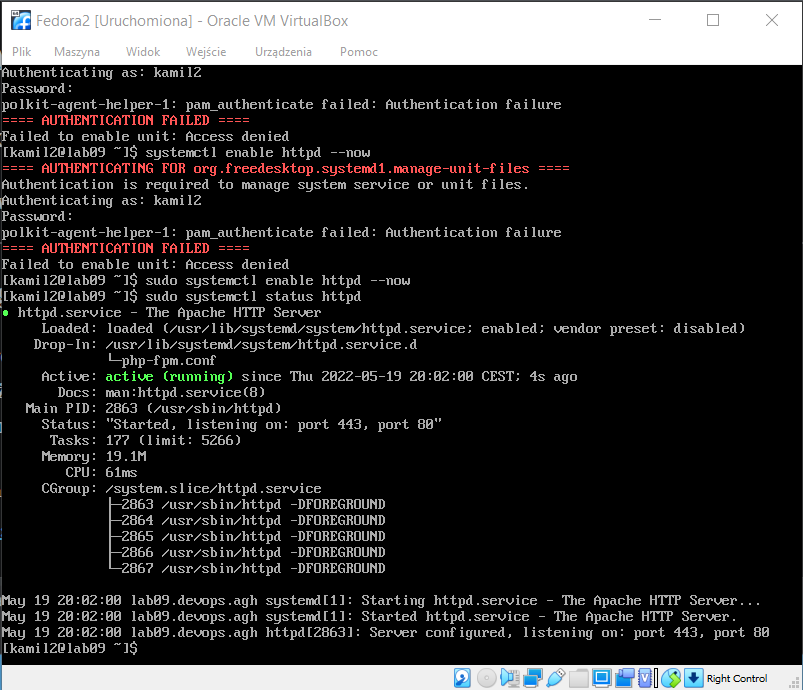 Fedora2 [Uruchomiona] - Oracle VM VirtualBox
Plik Maszyna Widok Wejście Urządzenia Pomoc
Authenticating as: kamil2
Password:
polkit-agent-helper-1: pam_authenticate failed: Authentication failure
==== AUTHENTICATION FAILED ====
Failed to enable unit: Access denied
[kamil2@lab09 ~]$ systemctl enable httpd --now
==== AUTHENTICATING FOR org.freedesktop.systemd1.manage-unit-files ====
Authentication is required to manage system service or unit files.
Authenticating as: kamil2
Password:
polkit-agent-helper-1: pam_authenticate failed: Authentication failure
==== AUTHENTICATION FAILED ====
Failed to enable unit: Access denied
[kamil2@lab09 ~]$ sudo systemctl enable httpd --now
[kamil2@lab09 ~]$ sudo systemctl status httpd
● httpd.service - The Apache HTTP Server
Loaded: loaded (/usr/lib/systemd/system/httpd.service; enabled; vendor preset: disabled)
Drop-In: /usr/lib/systemd/system/httpd.service.d
└─php-fpm.conf
Active: active (running) since Thu 2022-05-19 20:02:00 CEST; 4s ago
Docs: man:httpd.service(8)
Main PID: 2863 (/usr/sbin/httpd)
Status: "Started, listening on: port 443, port 80"
Tasks: 177 (limit: 5266)
Memory: 19.1M
CPU: 61ms
CGroup: /system.slice/httpd.service
├─2863 /usr/sbin/httpd -DFOREGROUND
├─2864 /usr/sbin/httpd -DFOREGROUND
├─2865 /usr/sbin/httpd -DFOREGROUND
├─2866 /usr/sbin/httpd -DFOREGROUND
└─2867 /usr/sbin/httpd -DFOREGROUND
May 19 20:02:00 lab09.devops.agh systemd[1]: Starting httpd.service - The Apache HTTP Server...
May 19 20:02:00 lab09.devops.agh systemd[1]: Started httpd.service - The Apache HTTP Server.
May 19 20:02:00 lab09.devops.agh httpd[2863]: Server configured, listening on: port 443, port 80
[kamil2@lab09 ~]$
Right Control